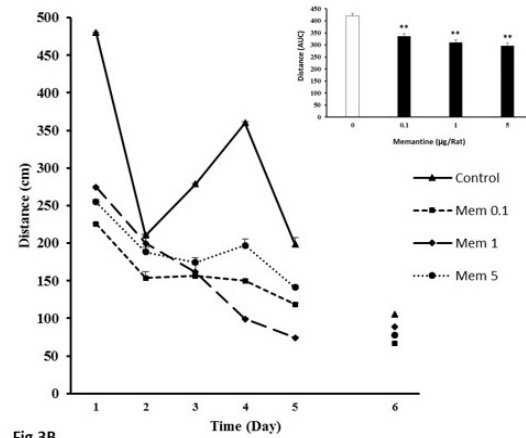 500
450
400
350
300
250
200
150
100
50
0
Distance (cm)
1 2 3 4 5 6
Time (Day)
450
400
350
300
250
200
150
100
50
0
Distance (AUC)
** ** **
0 0.1 1 5
Memantine (µg/Rat)
Control
Mem 0.1
Mem 1
Mem 5
Fig 3B